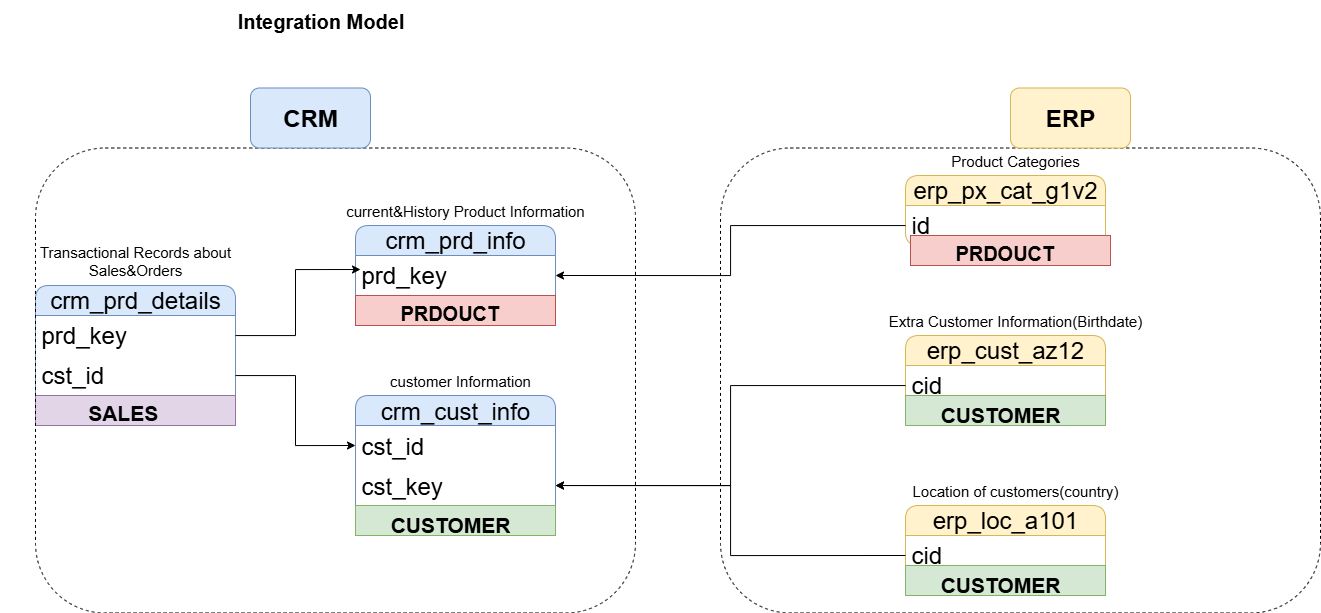 Integration Model
CRM
Transactional Records about
Sales&Orders
crm_prd_details
prd_key
cst_id
SALES
current&History Product Information
crm_prd_info
prd_key
PRDOUCT
customer Information
crm_cust_info
cst_id
cst_key
CUSTOMER
ERP
Product Categories
erp_px_cat_g1v2
id
PRDOUCT
Extra Customer Information(Birthdate)
erp_cust_az12
cid
CUSTOMER
Location of customers(country)
erp_loc_a101
cid
CUSTOMER